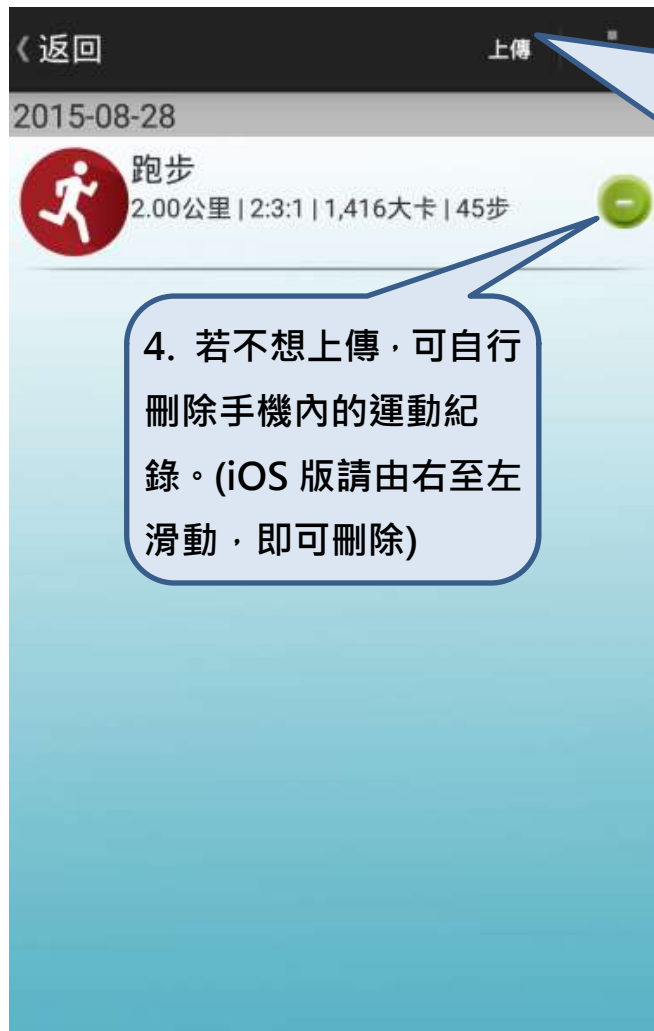 返回
上傳
2015-08-28
跑步
2.00公里 | 2:3:1 | 1,416大卡 | 45步
4. 若不想上傳，可自行
刪除手機內的運動紀
錄。(iOS 版請由右至左
滑動，即可刪除)